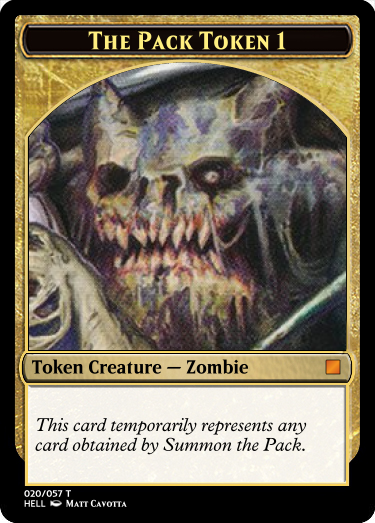 The Pack Token 1
Token Creature — Zombie
This card temporarily represents any
card obtained by Summon the Pack.
020/057 T
HELL Matt Cavotta